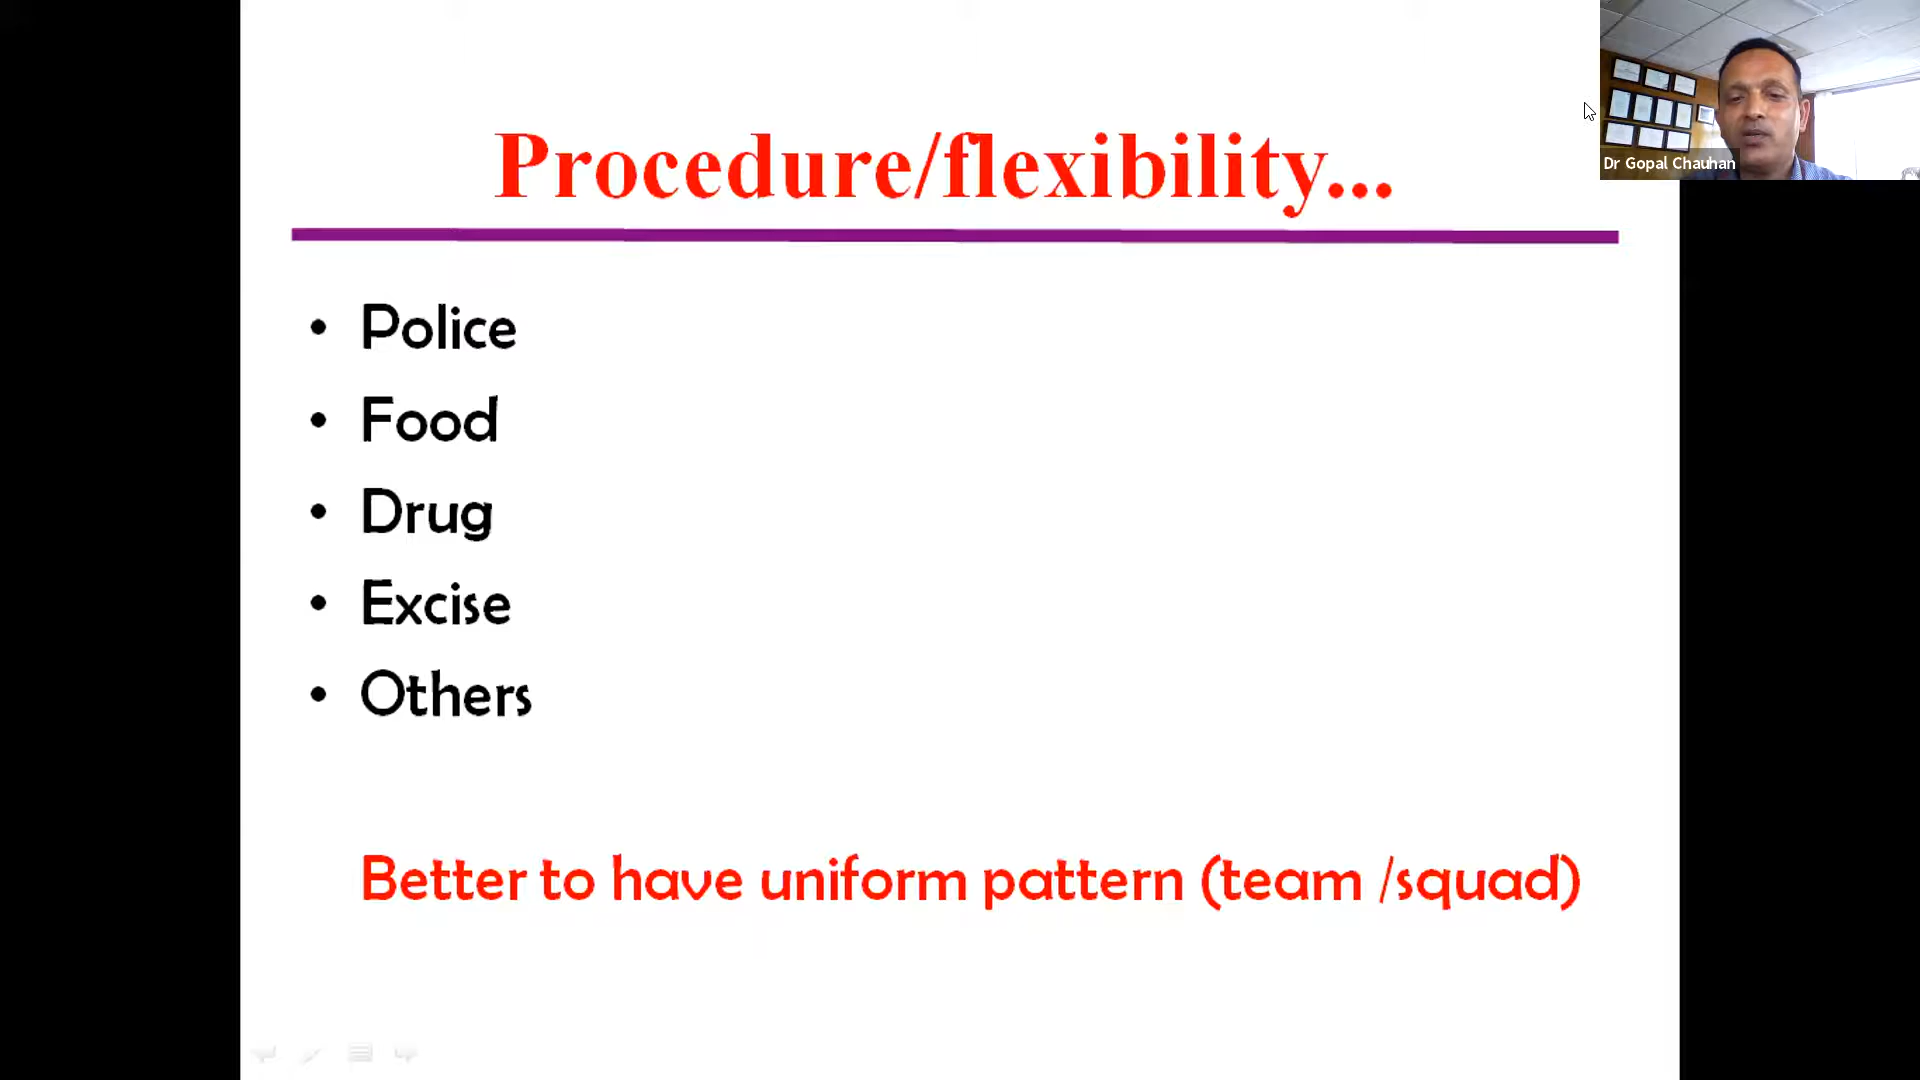 Procedure/flexibility...
Dr Gopal Chauhan
• Police
• Food
• Drug
• Excise
• Others
Better to have uniform pattern (team /squad)